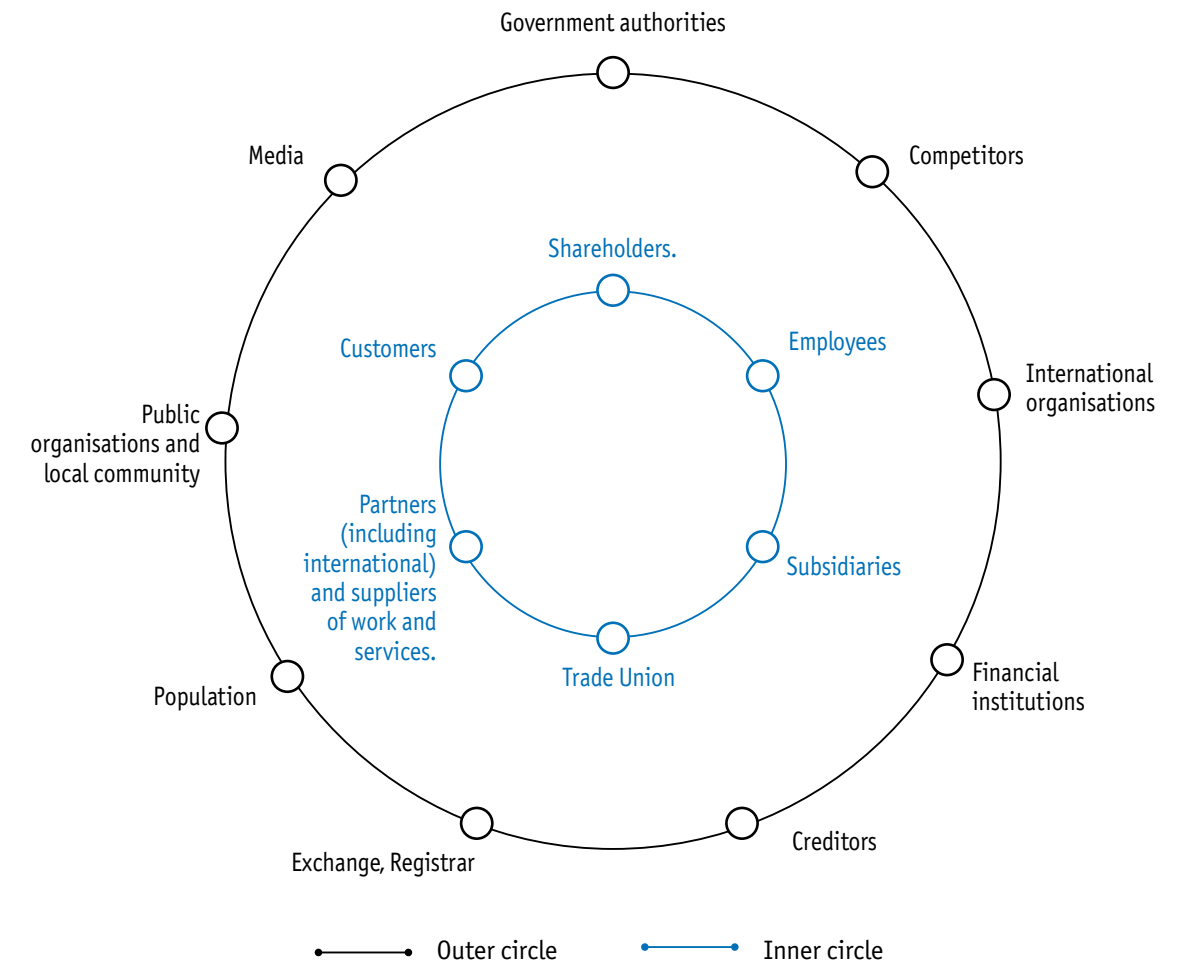 Government authorities
Media
Competitors
Shareholders.
Customers
Employees
International
organisations
Public
organisations and
local community
Partners
(including
international)
and suppliers
of work and
services.
Subsidiaries
Trade Union
Population
Financial
institutions
Creditors
Exchange, Registrar
Outer circle
Inner circle